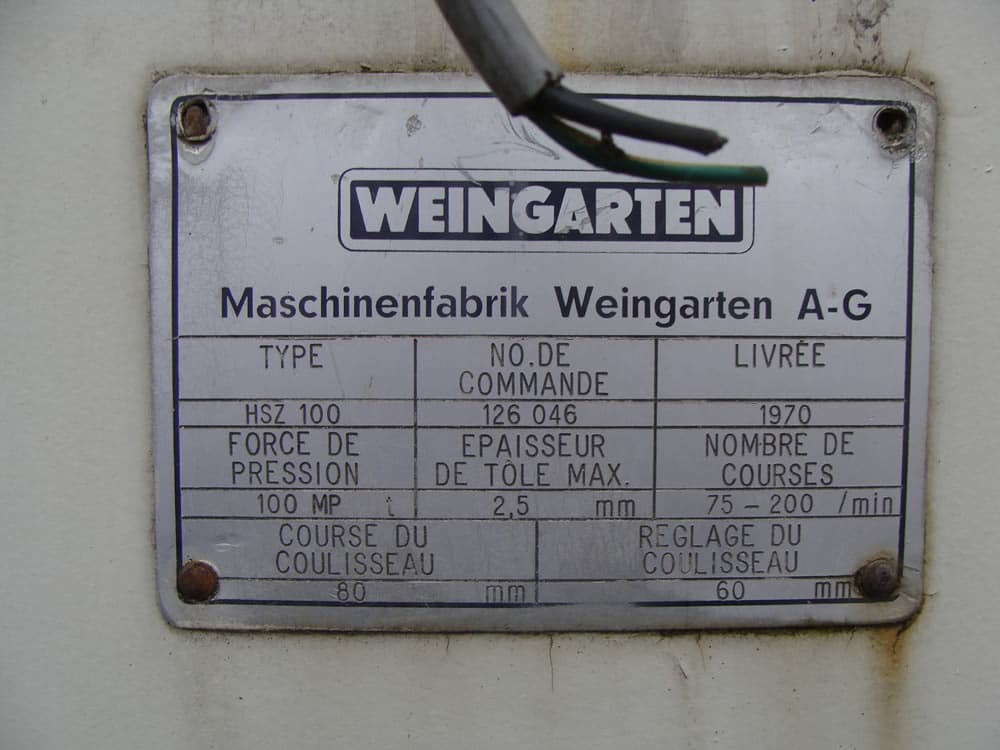 WEINGARTEN
Maschinenfabrik Weingarten A-G
TYPE
NO.DE
COMMANDE
LIVRÉE
HSZ 100
126 046
1970
FORCE DE
PRESSION
EPAISSEUR
DE TÔLE MAX.
NOMBRE DE
COURSES
100 MP t
2,5 mm
75 - 200 /min
COURSE DU
COULISSEAU
REGLAGE DU
COULISSEAU
80 mm
60 mm